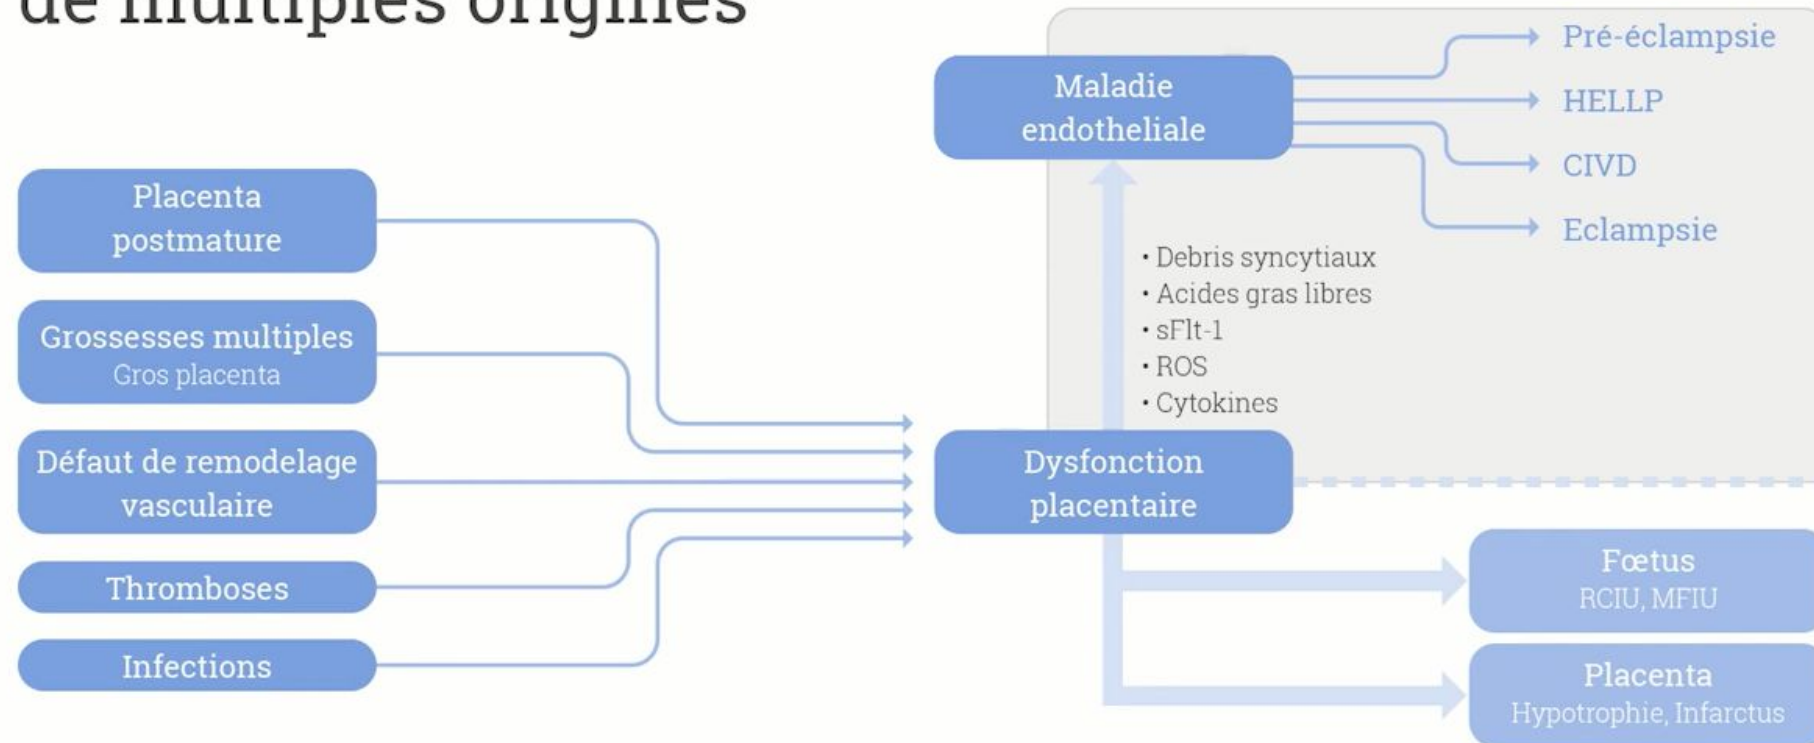 de multiples origines
Placenta
postmature
Grossesses multiples
Gros placenta
Défaut de remodelage
vasculaire
Thromboses
Infections
Maladie
endotheliale
• Debris syncytiaux
• Acides gras libres
• sFlt-1
• ROS
• Cytokines
Dysfonction
placentaire
Pré-éclampsie
HELLP
CIVD
Eclampsie
Fœtus
RCIU, MFIU
Placenta
Hypotrophie, Infarctus